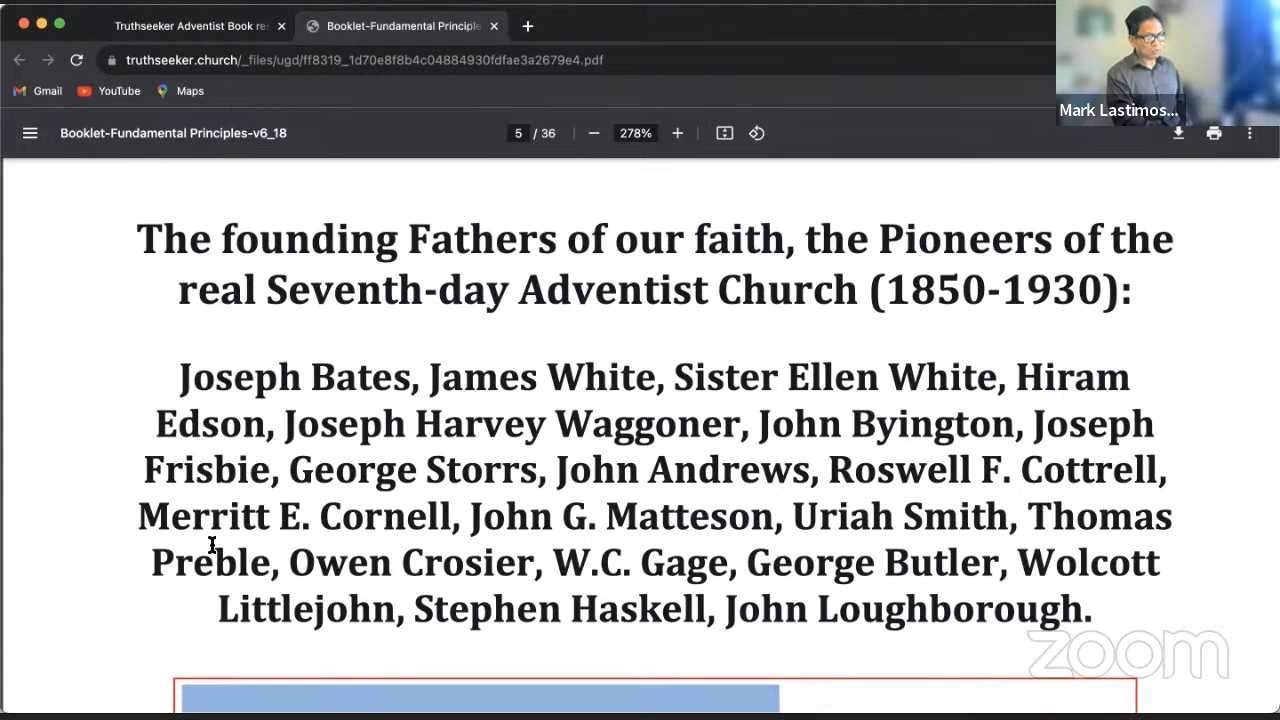 Truthseeker Adventist Book re
Booklet-Fundamental Principle
truthseeker.church/_files/ugd/ff8319_1d70e8f8b4c04884930fdfae3a2679e4.pdf
Gmail YouTube Maps
Mark Lastimos...
Booklet-Fundamental Principles-v6_18 5 / 36 278%
The founding Fathers of our faith, the Pioneers of the
real Seventh-day Adventist Church (1850-1930):
Joseph Bates, James White, Sister Ellen White, Hiram
Edson, Joseph Harvey Waggoner, John Byington, Joseph
Frisbie, George Storrs, John Andrews, Roswell F. Cottrell,
Merritt E. Cornell, John G. Matteson, Uriah Smith, Thomas
Preble, Owen Crosier, W.C. Gage, George Butler, Wolcott
Littlejohn, Stephen Haskell, John Loughborough.
zoom